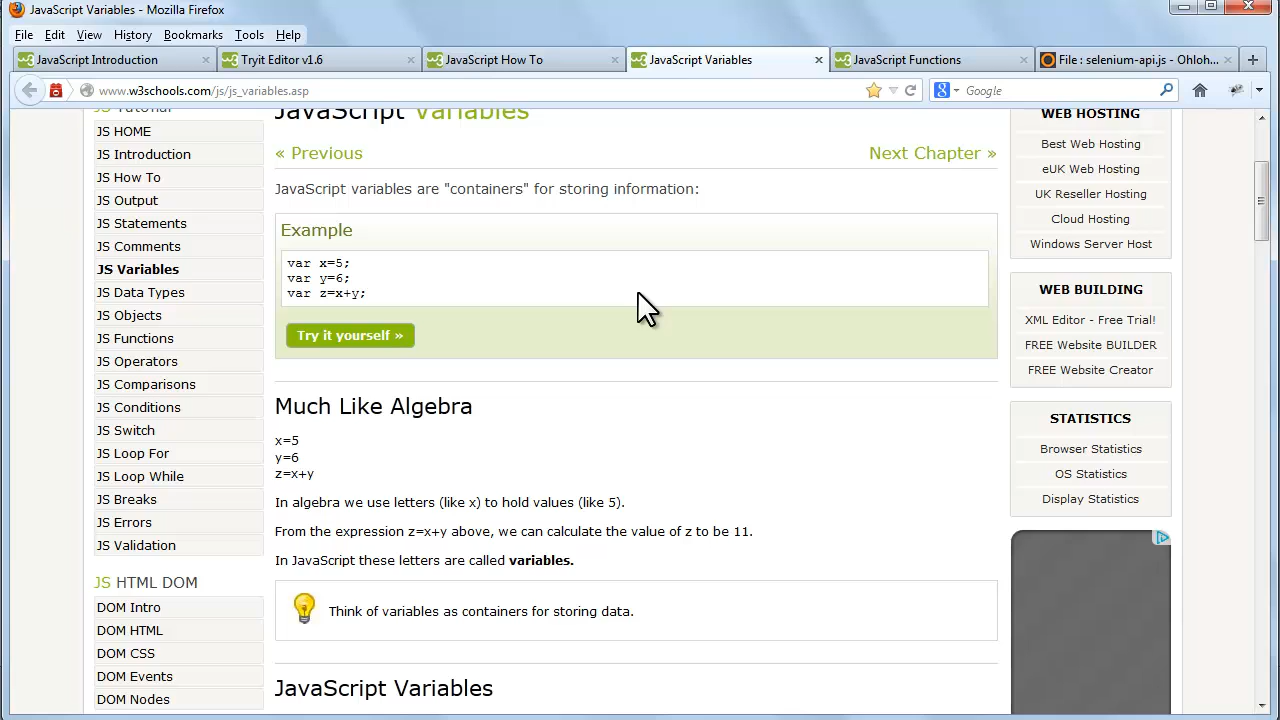 JavaScript Variables - Mozilla Firefox
File Edit View History Bookmarks Tools Help
JavaScript Introduction
Tryit Editor v1.6
JavaScript How To
JavaScript Variables
JavaScript Functions
File : selenium-api.js - Ohloh...
www.w3schools.com/js/js_variables.asp
Google
JS Tutorial
JS HOME
JS Introduction
JS How To
JS Output
JS Statements
JS Comments
JS Variables
JS Data Types
JS Objects
JS Functions
JS Operators
JS Comparisons
JS Conditions
JS Switch
JS Loop For
JS Loop While
JS Breaks
JS Errors
JS Validation
JS HTML DOM
DOM Intro
DOM HTML
DOM CSS
DOM Events
DOM Nodes
JavaScript Variables
« Previous
Next Chapter »
JavaScript variables are "containers" for storing information:
Example
var x=5;
var y=6;
var z=x+y;
Try it yourself »
Much Like Algebra
x=5
y=6
z=x+y
In algebra we use letters (like x) to hold values (like 5).
From the expression z=x+y above, we can calculate the value of z to be 11.
In JavaScript these letters are called variables.
Think of variables as containers for storing data.
JavaScript Variables
WEB HOSTING
Best Web Hosting
eUK Web Hosting
UK Reseller Hosting
Cloud Hosting
Windows Server Host
WEB BUILDING
XML Editor - Free Trial!
FREE Website BUILDER
FREE Website Creator
STATISTICS
Browser Statistics
OS Statistics
Display Statistics